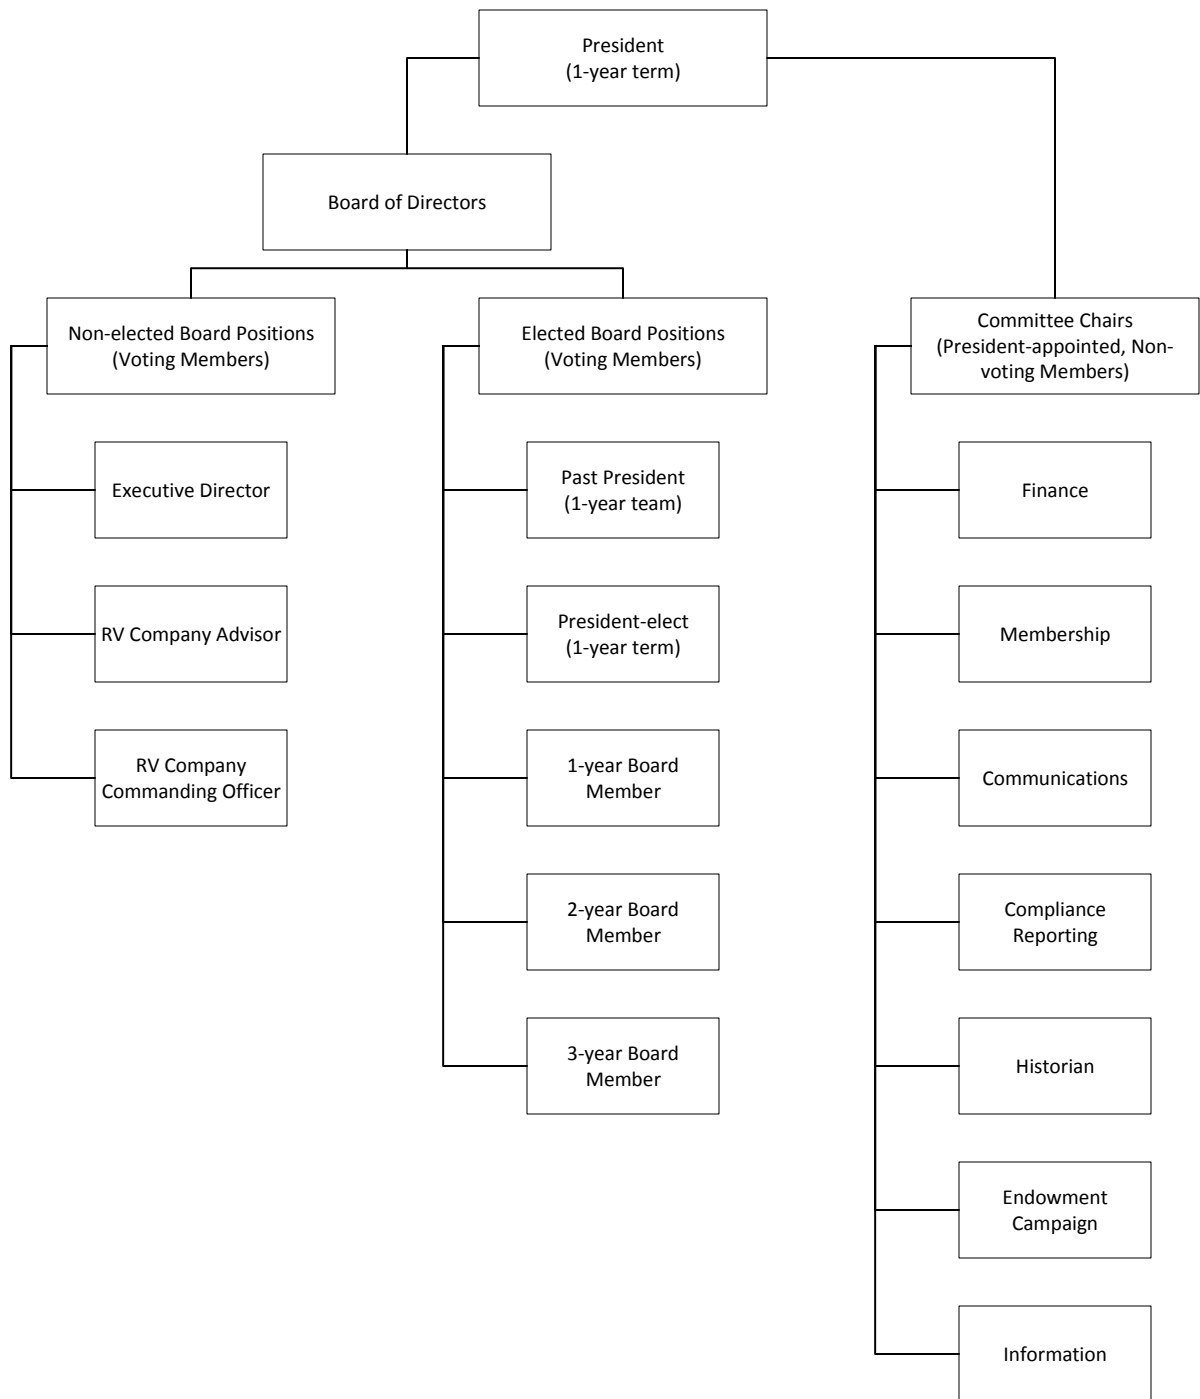 President
(1-year term)
Board of Directors
Non-elected Board Positions
(Voting Members)
Elected Board Positions
(Voting Members)
Committee Chairs
(President-appointed, Non-
voting Members)
Executive Director
Past President
(1-year team)
Finance
RV Company Advisor
President-elect
(1-year term)
Membership
RV Company
Commanding Officer
1-year Board
Member
Communications
2-year Board
Member
Compliance
Reporting
3-year Board
Member
Historian
Endowment
Campaign
Information